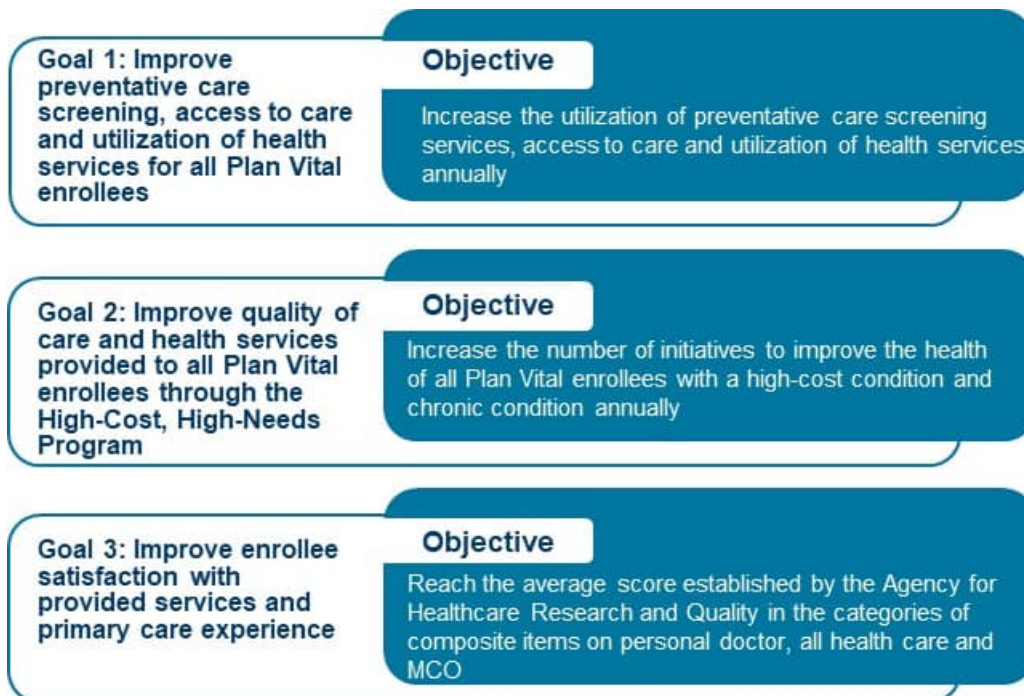 Goal 1: Improve
preventative care
screening, access to care
and utilization of health
services for all Plan Vital
enrollees
Objective
Increase the utilization of preventative care screening
services, access to care and utilization of health services
annually
Goal 2: Improve quality of
care and health services
provided to all Plan Vital
enrollees through the
High-Cost, High-Needs
Program
Objective
Increase the number of initiatives to improve the health
of all Plan Vital enrollees with a high-cost condition and
chronic condition annually
Goal 3: Improve enrollee
satisfaction with
provided services and
primary care experience
Objective
Reach the average score established by the Agency for
Healthcare Research and Quality in the categories of
composite items on personal doctor, all health care and
MCO